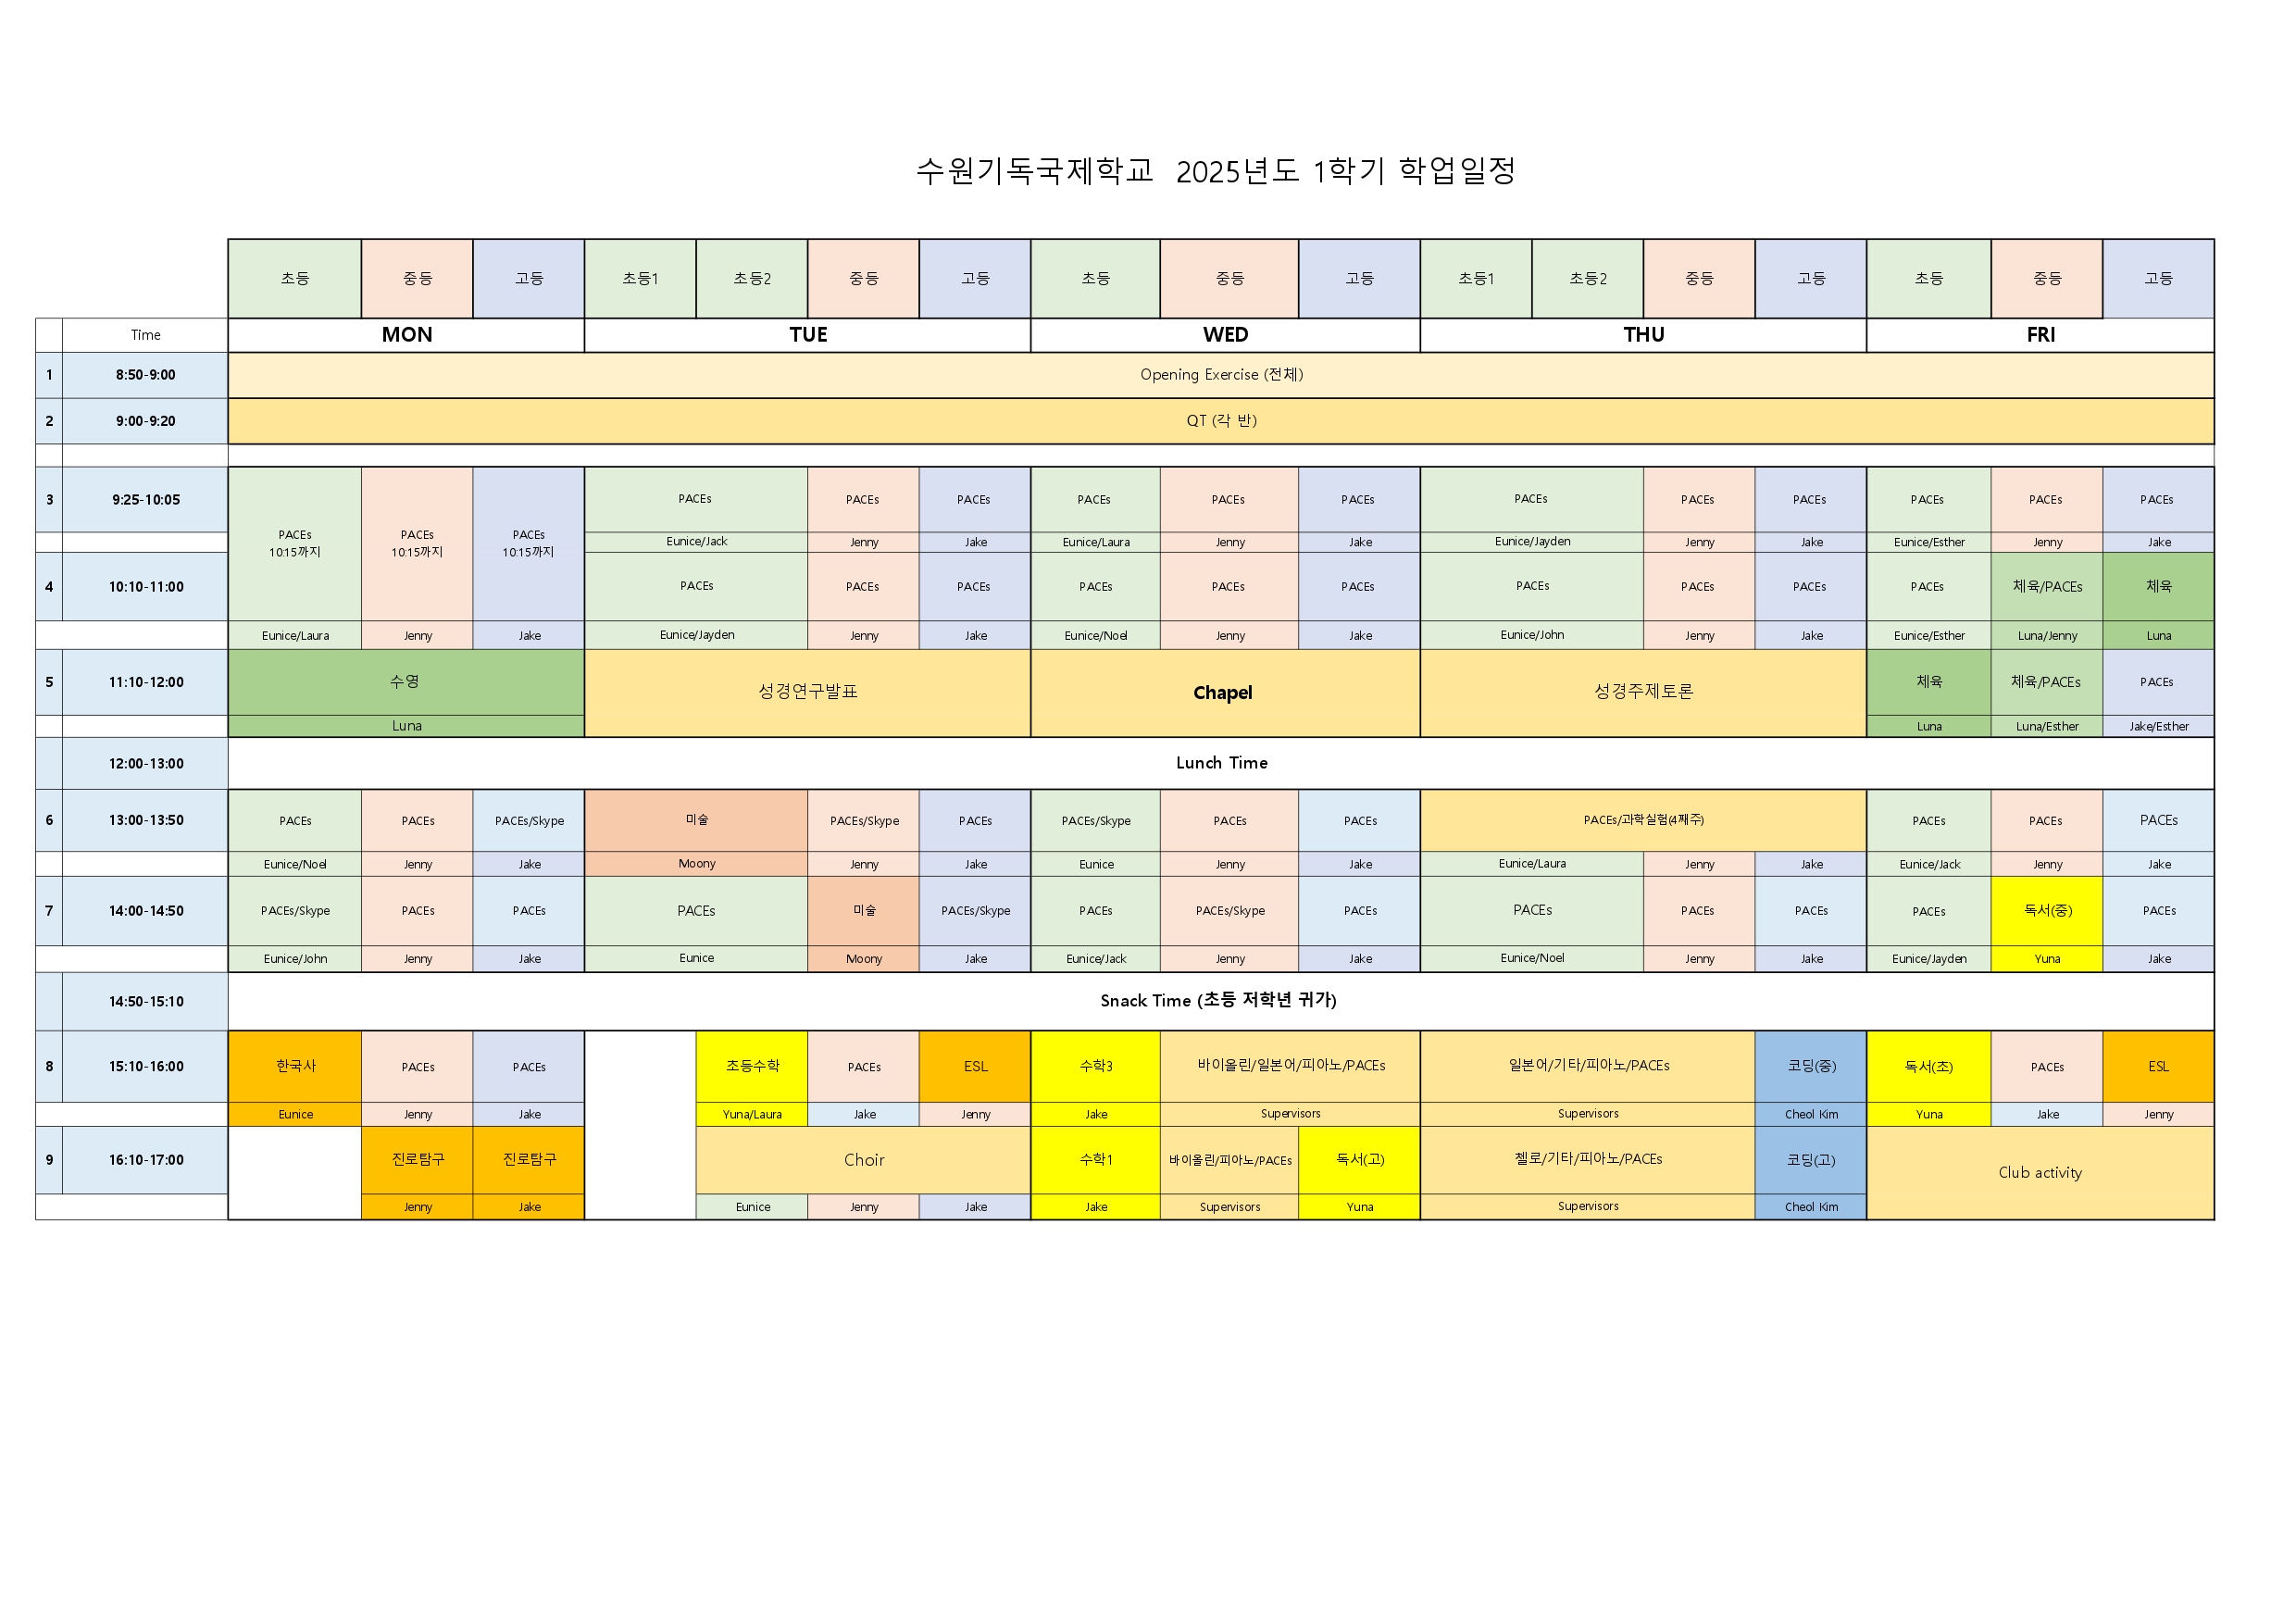 수원기독국제학교 2025년도 1학기 학업일정
초등 중등 고등 초등1 초등2 중등 고등 초등 중등 고등 초등1 초등2 중등 고등 초등 중등 고등
Time MON TUE WED THU FRI
1 8:50-9:00 Opening Exercise (전체)
2 9:00-9:20 QT (각 반)
3 9:25-10:05 PACEs 10:15까지 PACEs 10:15까지 PACEs 10:15까지 PACEs PACEs PACEs PACEs PACEs PACEs PACEs PACEs PACEs PACEs PACEs PACEs
Eunice/Jack Jenny Jake Eunice/Laura Jenny Jake Eunice/Jayden Jenny Jake Eunice/Esther Jenny Jake
4 10:10-11:00 PACEs PACEs PACEs PACEs PACEs PACEs PACEs PACEs PACEs PACEs 체육/PACEs 체육
Eunice/Laura Jenny Jake Eunice/Jayden Jenny Jake Eunice/Noel Jenny Jake Eunice/John Jenny Jake Eunice/Esther Luna/Jenny Luna
5 11:10-12:00 수영 성경연구발표 Chapel 성경주제토론 체육 체육/PACEs PACEs
Luna Luna Luna/Esther Jake/Esther
12:00-13:00 Lunch Time
6 13:00-13:50 PACEs PACEs PACEs/Skype 미술 PACEs/Skype PACEs PACEs/Skype PACEs PACEs PACEs/과학실험(4째주) PACEs PACEs PACEs
Eunice/Noel Jenny Jake Moony Jenny Jake Eunice Jenny Jake Eunice/Laura Jenny Jake Eunice/Jack Jenny Jake
7 14:00-14:50 PACEs/Skype PACEs PACEs PACEs 미술 PACEs/Skype PACEs PACEs/Skype PACEs PACEs PACEs PACEs PACEs 독서(중) PACEs
Eunice/John Jenny Jake Eunice Moony Jake Eunice/Jack Jenny Jake Eunice/Noel Jenny Jake Eunice/Jayden Yuna Jake
14:50-15:10 Snack Time (초등 저학년 귀가)
8 15:10-16:00 한국사 PACEs PACEs 초등수학 PACEs ESL 수학3 바이올린/일본어/피아노/PACEs 일본어/기타/피아노/PACEs 코딩(중) 독서(초) PACEs ESL
Eunice Jenny Jake Yuna/Laura Jake Jenny Jake Supervisors Supervisors Cheol Kim Yuna Jake Jenny
9 16:10-17:00 진로탐구 진로탐구 Choir 수학1 바이올린/피아노/PACEs 독서(고) 첼로/기타/피아노/PACEs 코딩(고) Club activity
Jenny Jake Eunice Jenny Jake Jake Supervisors Yuna Supervisors Cheol Kim